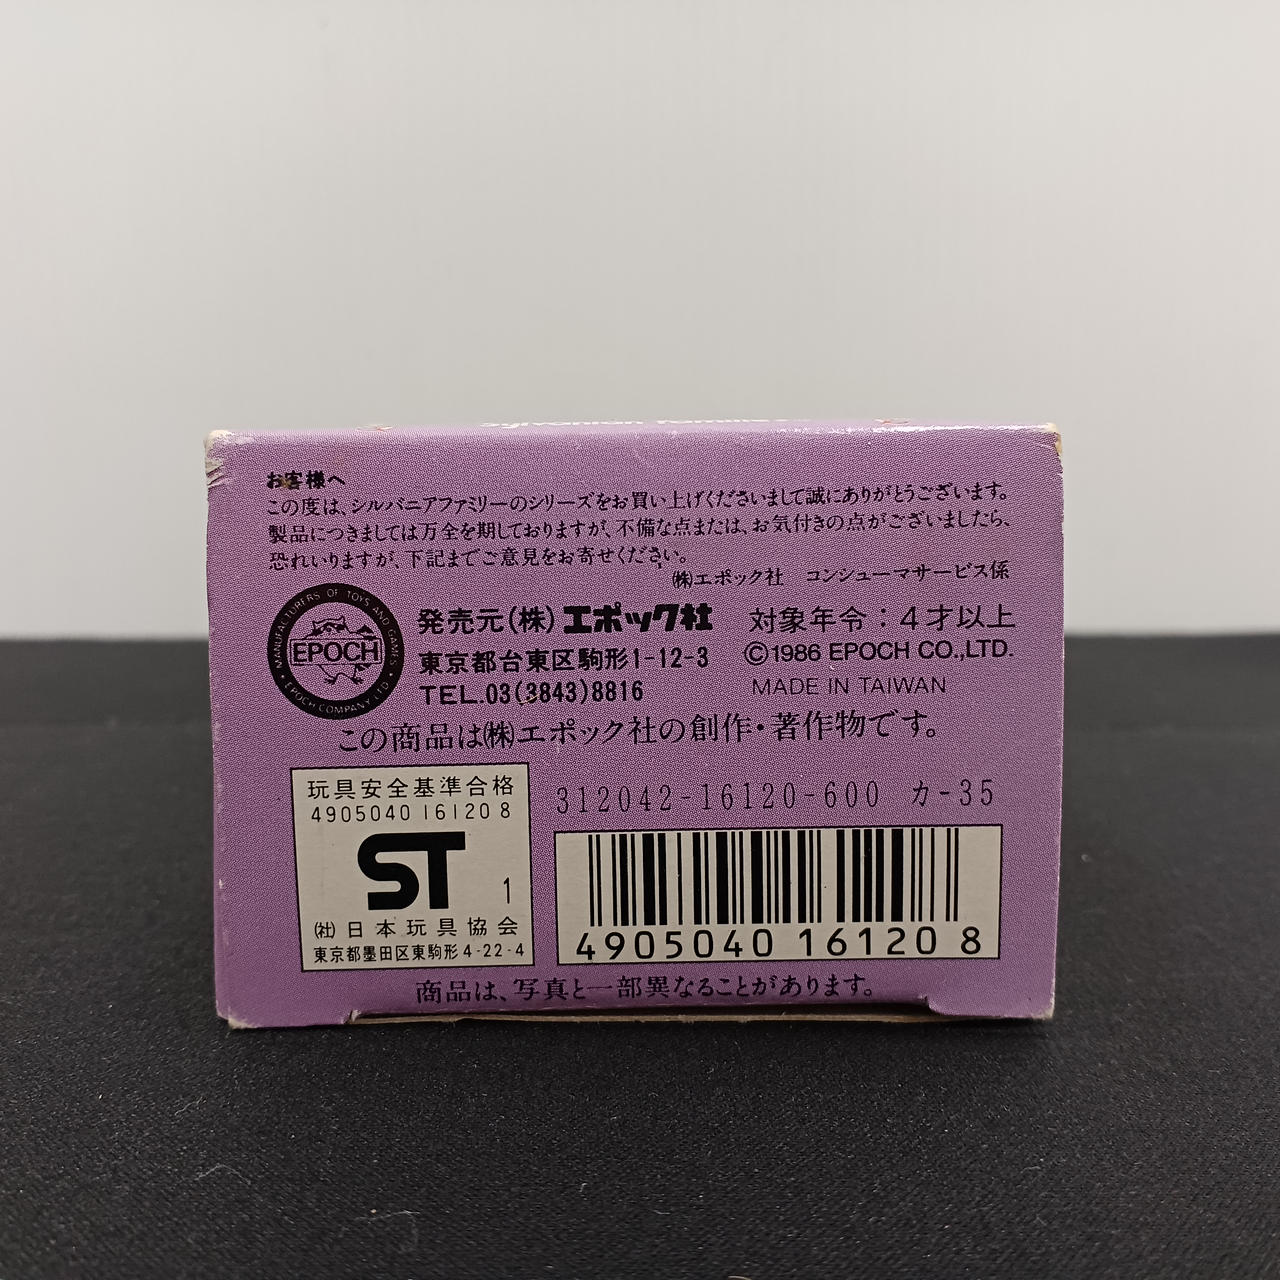 Sylvanian Families
お客様へ
この度は、シルバニアファミリーのシリーズをお買い上げくださいまして誠にありがとうございます。
製品につきましては万全を期しておりますが、不備な点または、お気付きの点がございましたら、
恐れいりますが、下記までご意見をお寄せください。
㈱エポック社 コンシューマサービス係
MANUFACTURERS OF TOYS AND GAMES
EPOCH
・EPOCH COMPANY LTD.・
発売元(株)エポック社
東京都台東区駒形1-12-3
TEL.03(3843)8816
対象年令：4才以上
©1986 EPOCH CO.,LTD.
MADE IN TAIWAN
この商品は㈱エポック社の創作・著作物です。
玩具安全基準合格
4905040 16120 8
ST 1
㈳日本玩具協会
東京都墨田区東駒形4-22-4
312042-16120-600 カ-35
4905040 16120 8
商品は、写真と一部異なることがあります。